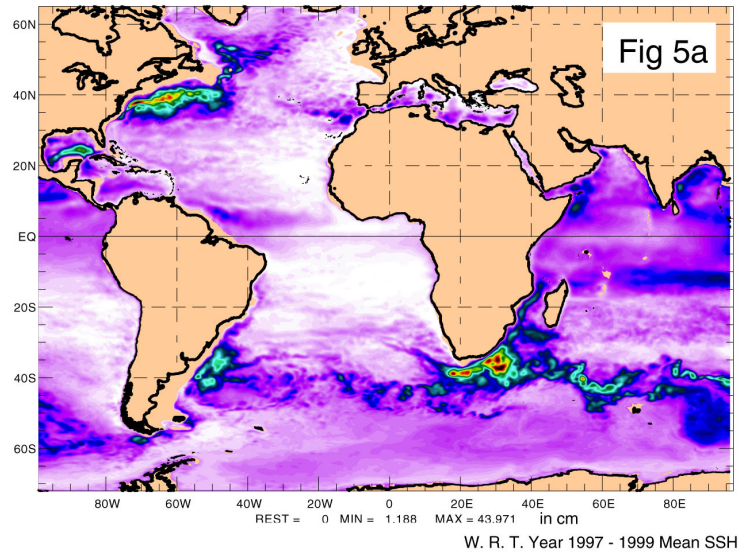 Fig 5a
60N
40N
20N
EQ
20S
40S
60S
80W 60W 40W 20W 0 20E 40E 60E 80E
REST = 0 MIN = 1.188 MAX = 43.971 in cm
W. R. T. Year 1997 - 1999 Mean SSH